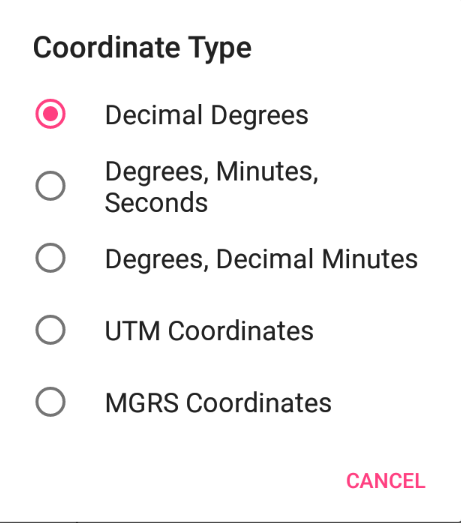 Coordinate Type
Decimal Degrees
Degrees, Minutes,
Seconds
Degrees, Decimal Minutes
UTM Coordinates
MGRS Coordinates
CANCEL